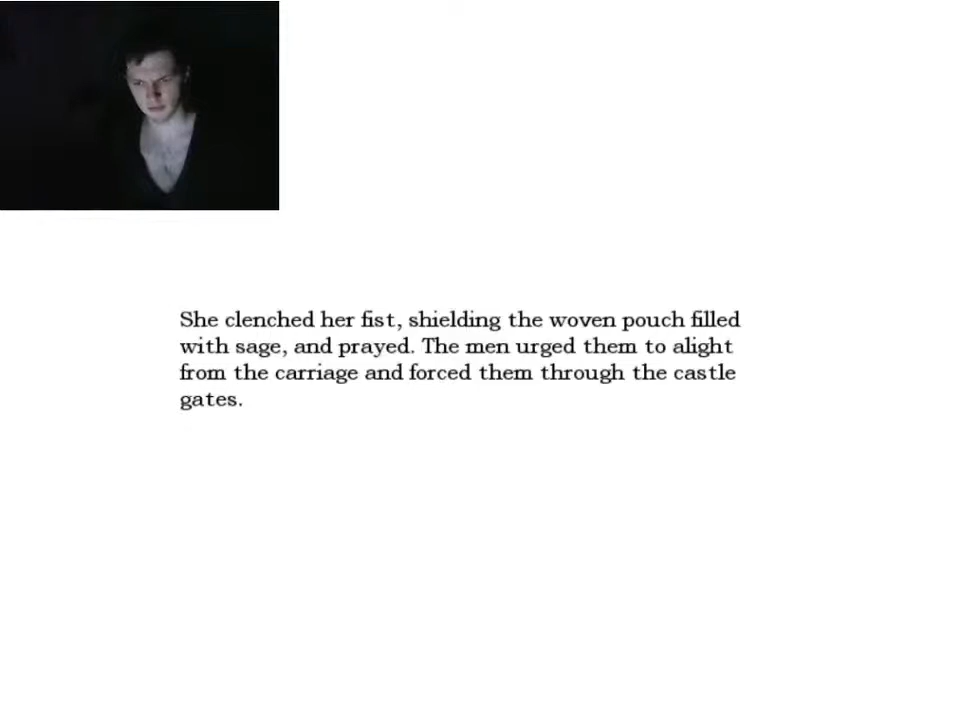 She clenched her fist, shielding the woven pouch filled
with sage, and prayed. The men urged them to alight
from the carriage and forced them through the castle
gates.